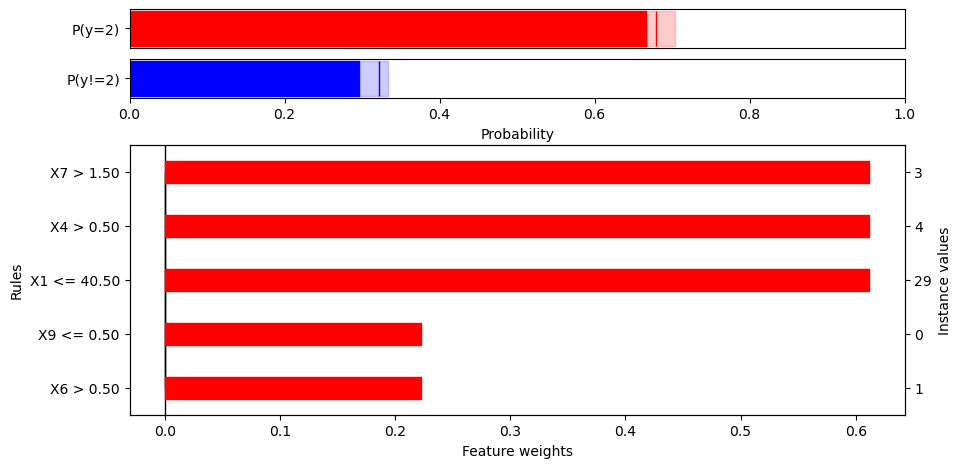 P(y=2)
P(y!=2)
0.0 0.2 0.4 0.6 0.8 1.0
Probability
X7 > 1.50 3
X4 > 0.50 4
X1 <= 40.50 29
X9 <= 0.50 0
X6 > 0.50 1
Rules
Instance values
0.0 0.1 0.2 0.3 0.4 0.5 0.6
Feature weights